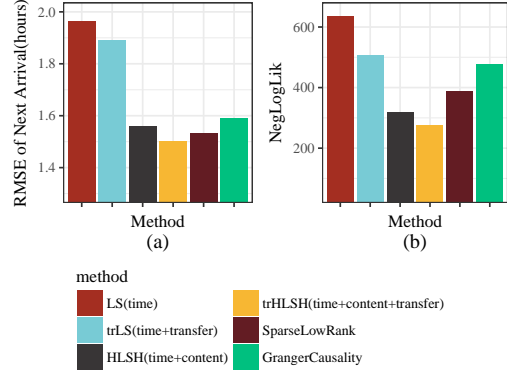 RMSE of Next Arrival(hours)
2.0
1.8
1.6
1.4
Method
(a)
NegLogLik
600
400
200
Method
(b)
method
LS(time)
trLS(time+transfer)
HLSH(time+content)
trHLSH(time+content+transfer)
SparseLowRank
GrangerCausality